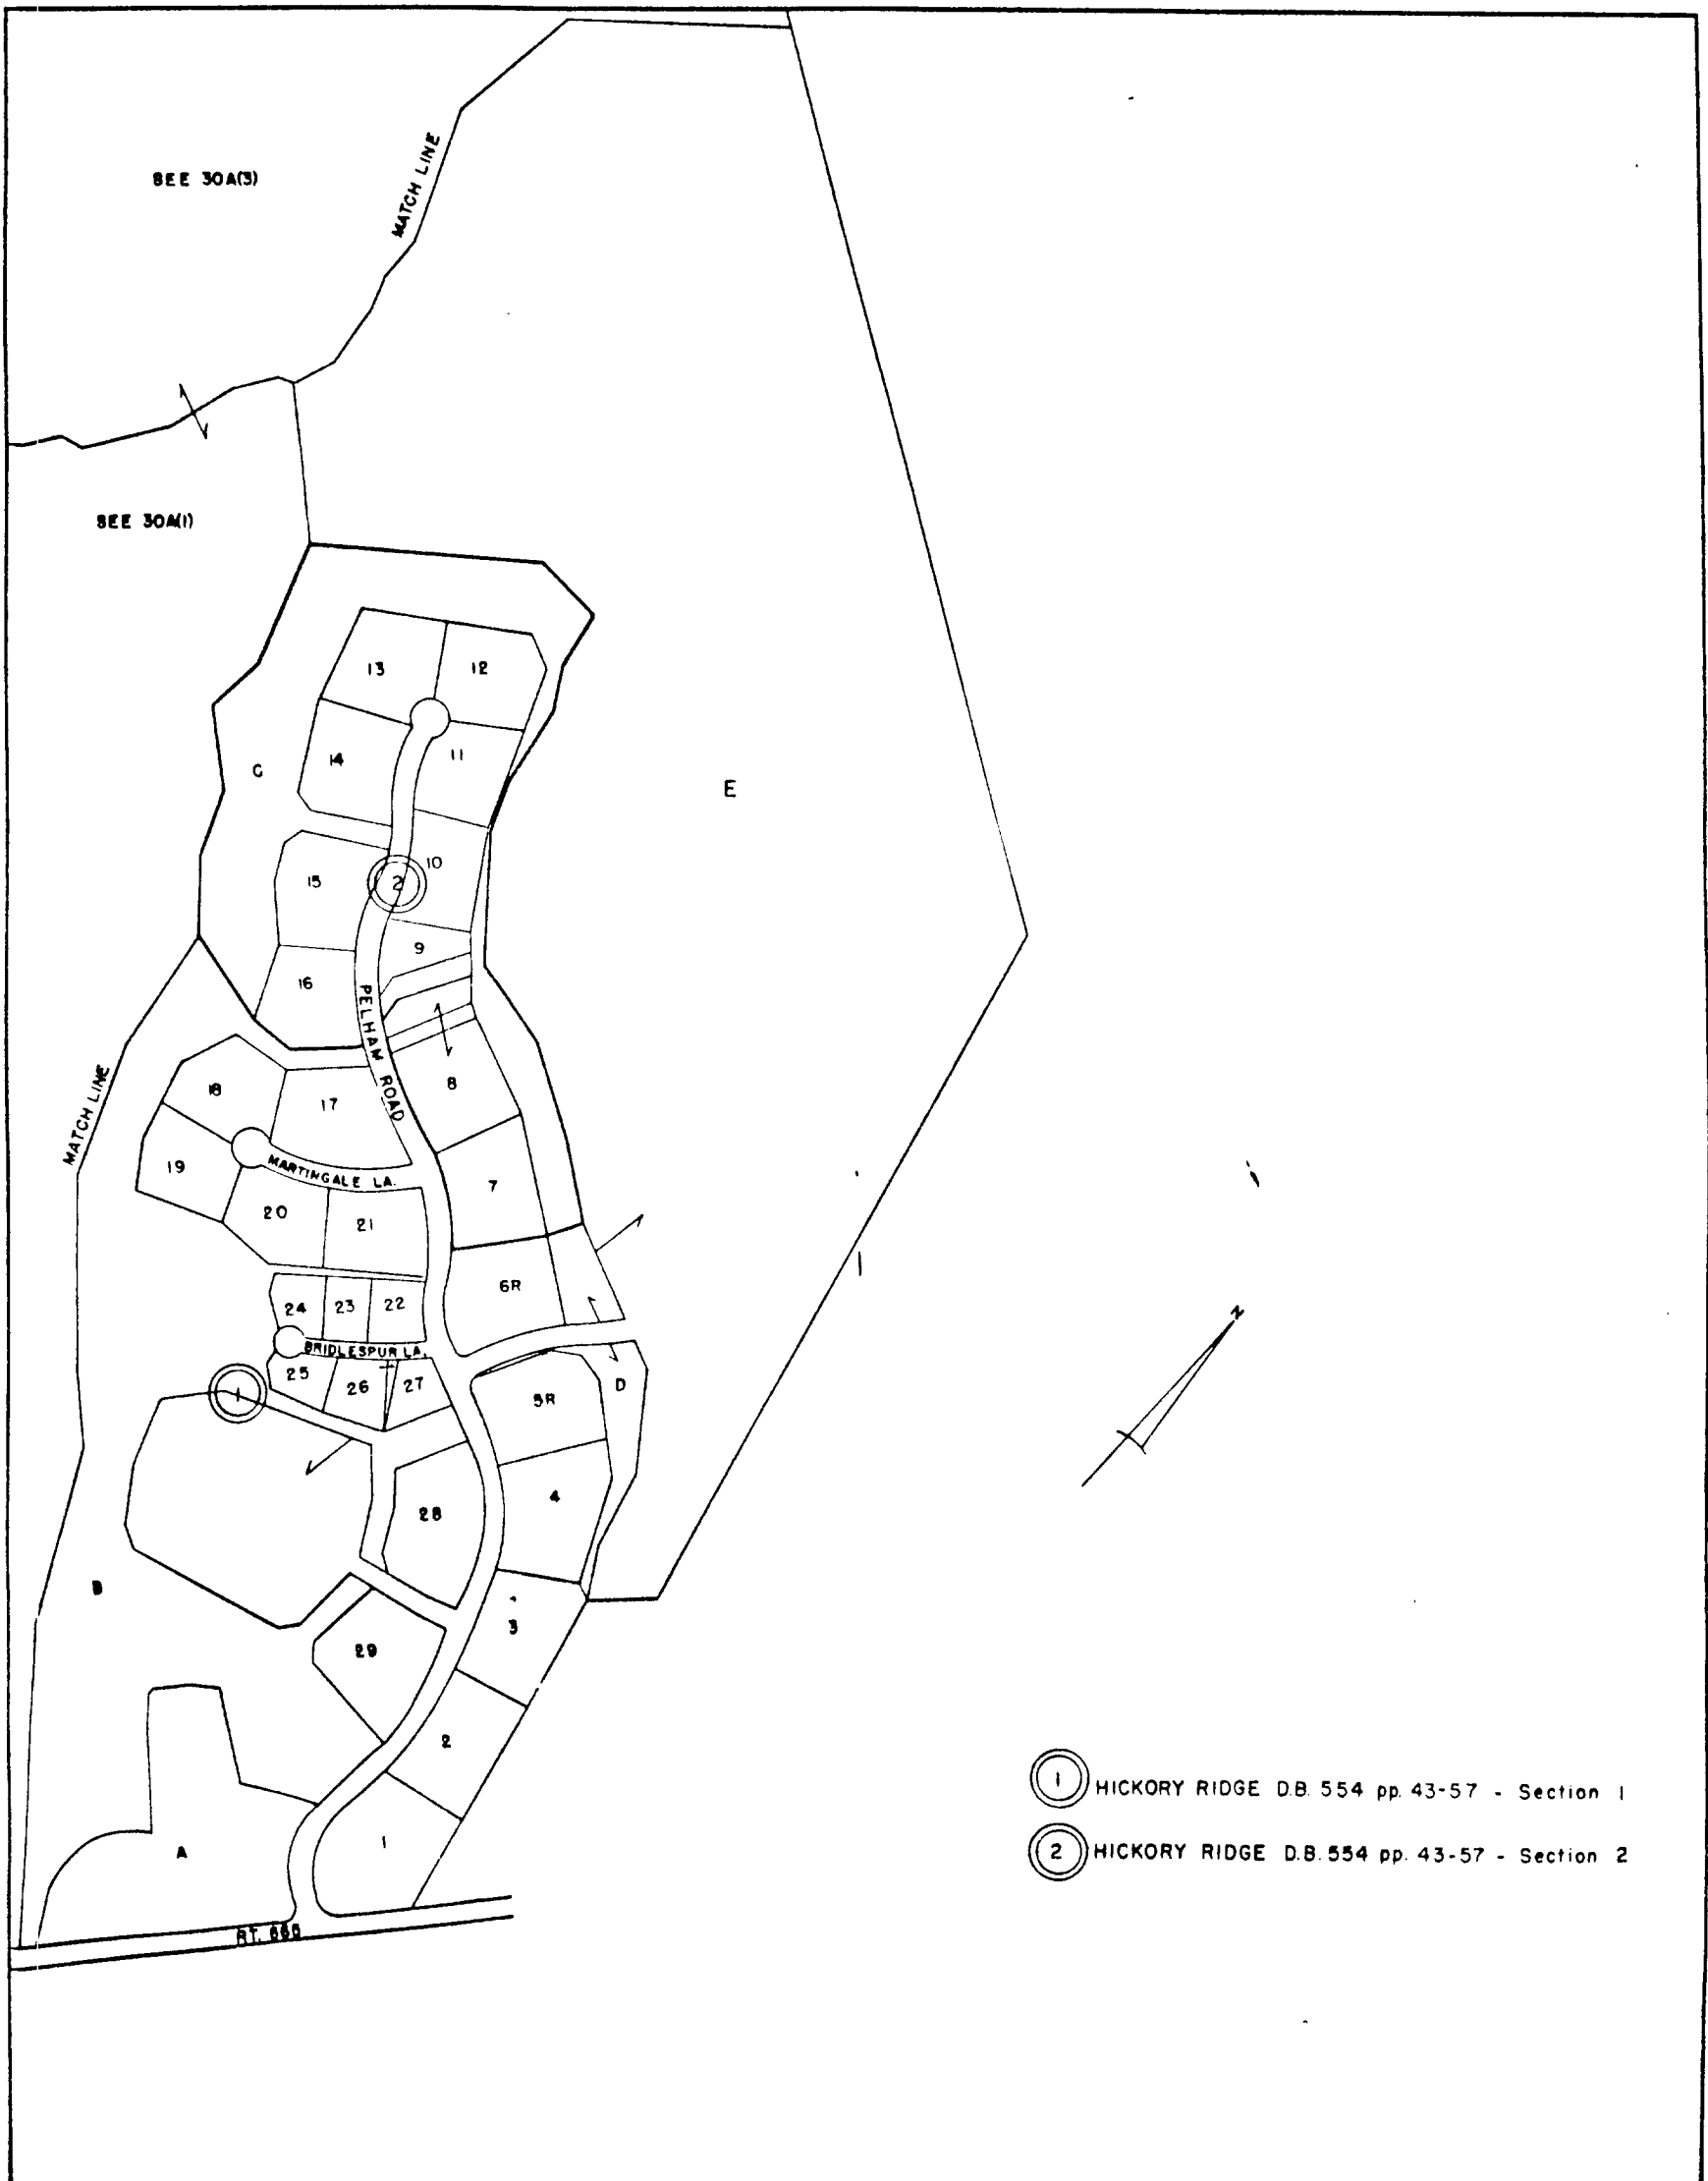 SEE 30A(3)
MATCH LINE
SEE 30A(1)
13
12
14
11
C
E
10
15
2
9
16
PELHAM ROAD
8
18
17
MATCH LINE
19
MARTINGALE LA.
7
20
21
6R
24
23
22
BRIDLESPUR LA.
25
26
27
1
5R
D
N
4
28
B
3
29
2
1
A
1 HICKORY RIDGE D.B. 554 pp. 43-57 - Section 1
2 HICKORY RIDGE D.B. 554 pp. 43-57 - Section 2
RT.